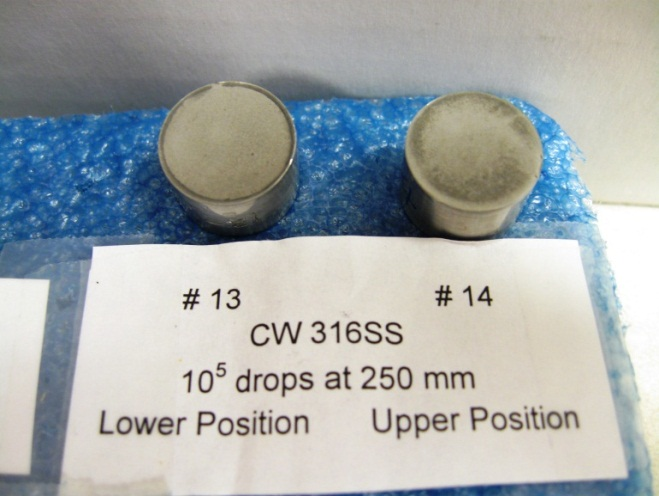 # 13 # 14
CW 316SS
10⁵ drops at 250 mm
Lower Position Upper Position